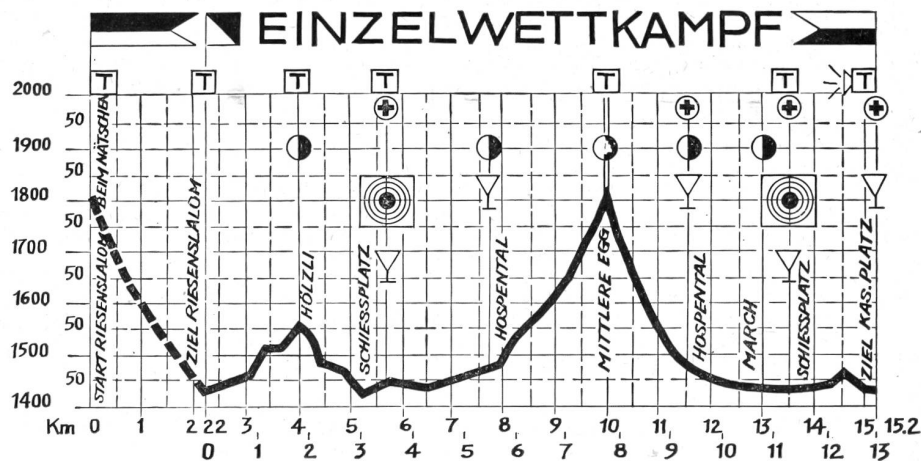 EINZELWETTKAMPF
T T T T T T T
2000
50
1900
50
1800
50
1700
50
1600
50
1500
50
1400
START RIESENSLALOM BEIM NÄTSCHEN
ZIEL RIESENSLALOM
HÖLZLI
SCHIESSPLATZ
HOSPENTAL
MITTLERE EGG
HOSPENTAL
MARCH
SCHIESSPLATZ
ZIEL KAS.PLATZ
Km 0 1 2 2.22 3 4 5 6 7 8 9 10 11 12 13 14 15 15.2
0 1 2 3 4 5 6 7 8 9 10 11 12 13